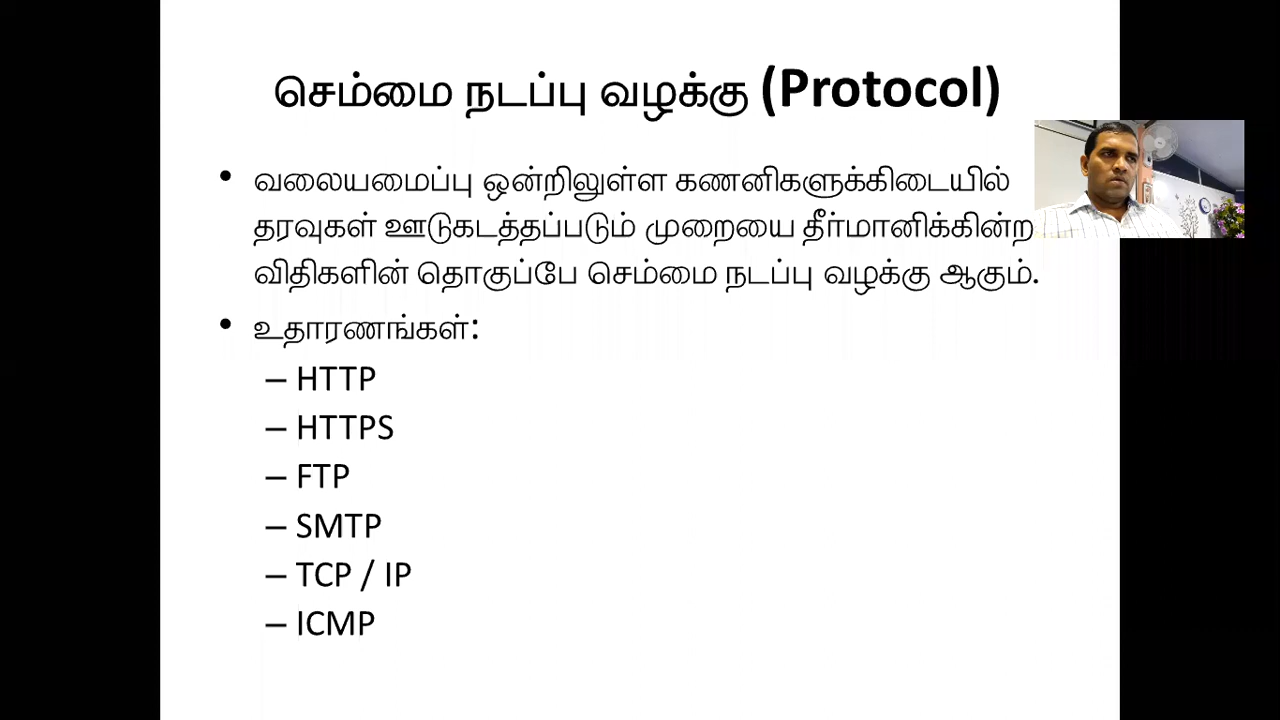 செம்மை நடப்பு வழக்கு (Protocol)
• வலையமைப்பு ஒன்றிலுள்ள கணனிகளுக்கிடையில்
தரவுகள் ஊடுகடத்தப்படும் முறையை தீர்மானிக்கின்ற
விதிகளின் தொகுப்பே செம்மை நடப்பு வழக்கு ஆகும்.
• உதாரணங்கள்:
– HTTP
– HTTPS
– FTP
– SMTP
– TCP / IP
– ICMP